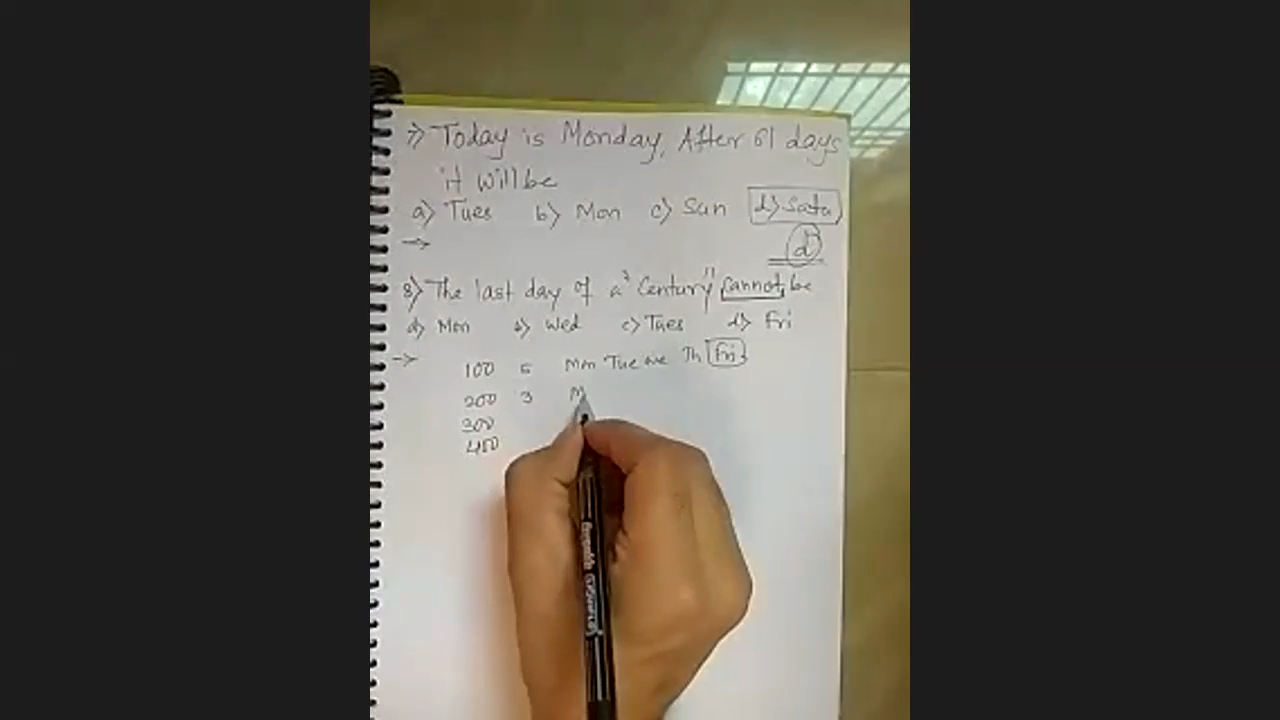 7) Today is Monday, After 61 days
it will be
a) Tues b) Mon c) Sun d) Satu
→ d
8) The last day of a "Century" cannot be
a) Mon b) Wed c) Tues d) Fri
→ 100 5 Mon Tue we Th Fri
200 3 M
300
400